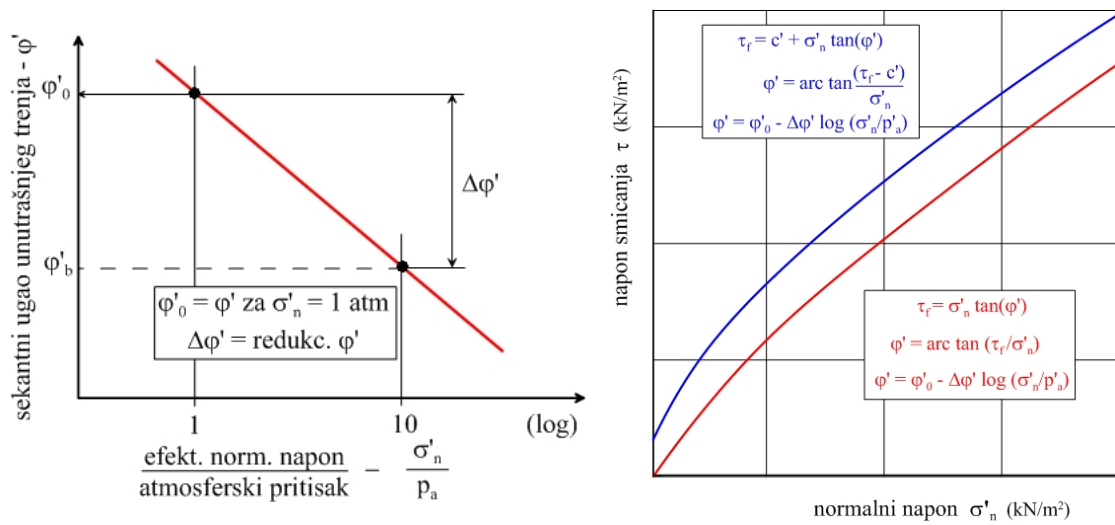 sekantni ugao unutrašnjeg trenja - φ'
φ'₀
φ'b
Δφ'
φ'₀ = φ' za σ'ₙ = 1 atm
Δφ' = redukc. φ'
1
10
(log)
efekt. norm. napon / atmosferski pritisak – σ'ₙ / pₐ
napon smicanja τ (kN/m²)
τf = c' + σ'ₙ tan(φ')
φ' = arc tan (τf - c') / σ'ₙ
φ' = φ'₀ - Δφ' log (σ'ₙ/p'ₐ)
τf = σ'ₙ tan(φ')
φ' = arc tan (τf/σ'ₙ)
φ' = φ'₀ - Δφ' log (σ'ₙ/p'ₐ)
normalni napon σ'ₙ (kN/m²)